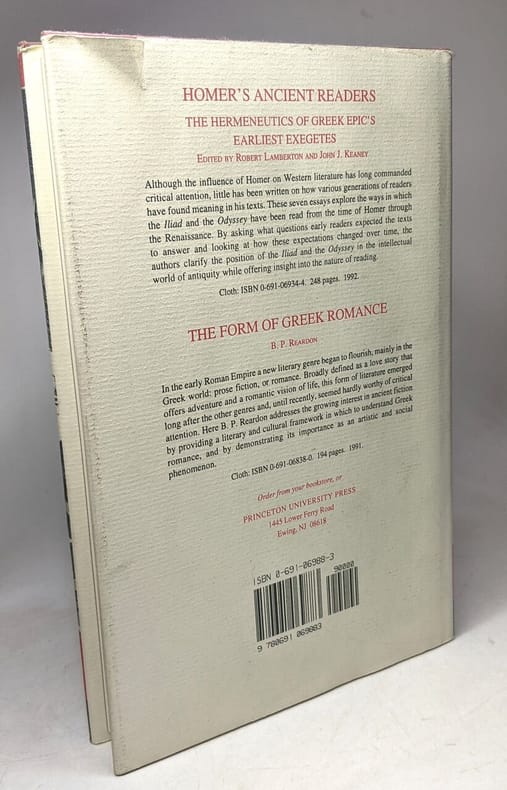 HOMER'S ANCIENT READERS
THE HERMENEUTICS OF GREEK EPIC'S
EARLIEST EXEGETES
EDITED BY ROBERT LAMBERTON AND JOHN J. KEANEY
Although the influence of Homer on Western literature has long commanded
critical attention, little has been written on how various generations of readers
have found meaning in his texts. These seven essays explore the ways in which
the Iliad and the Odyssey have been read from the time of Homer through
the Renaissance. By asking what questions early readers expected the texts
to answer and looking at how these expectations changed over time, the
authors clarify the position of the Iliad and the Odyssey in the intellectual
world of antiquity while offering insight into the nature of reading.
Cloth: ISBN 0-691-06934-4. 248 pages. 1992.
THE FORM OF GREEK ROMANCE
B. P. REARDON
In the early Roman Empire a new literary genre began to flourish, mainly in the
Greek world: prose fiction, or romance. Broadly defined as a love story that
offers adventure and a romantic vision of life, this form of literature emerged
long after the other genres and, until recently, seemed hardly worthy of critical
attention. Here B. P. Reardon addresses the growing interest in ancient fiction
by providing a literary and cultural framework in which to understand Greek
romance, and by demonstrating its importance as an artistic and social
phenomenon.
Cloth: ISBN 0-691-06838-0. 194 pages. 1991.
Order from your bookstore, or
PRINCETON UNIVERSITY PRESS
1445 Lower Ferry Road
Ewing, NJ 08618
ISBN 0-691-06988-3
90000
9 780691 069883